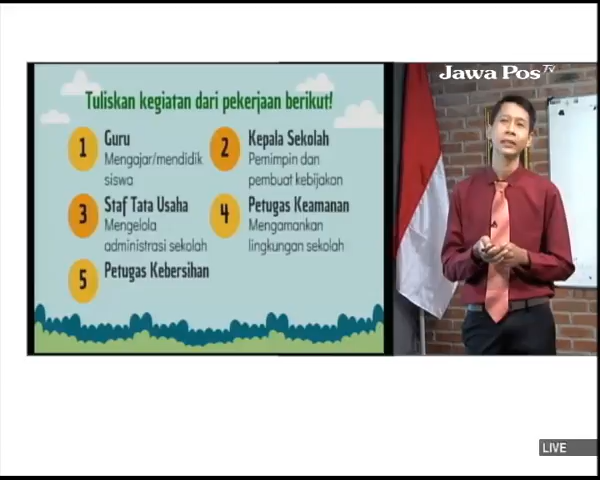 Jawa Pos TV
Tuliskan kegiatan dari pekerjaan berikut!
1
Guru
Mengajar/mendidik
siswa
2
Kepala Sekolah
Pemimpin dan
pembuat kebijakan
3
Staf Tata Usaha
Mengelola
administrasi sekolah
4
Petugas Keamanan
Mengamankan
lingkungan sekolah
5
Petugas Kebersihan
LIVE